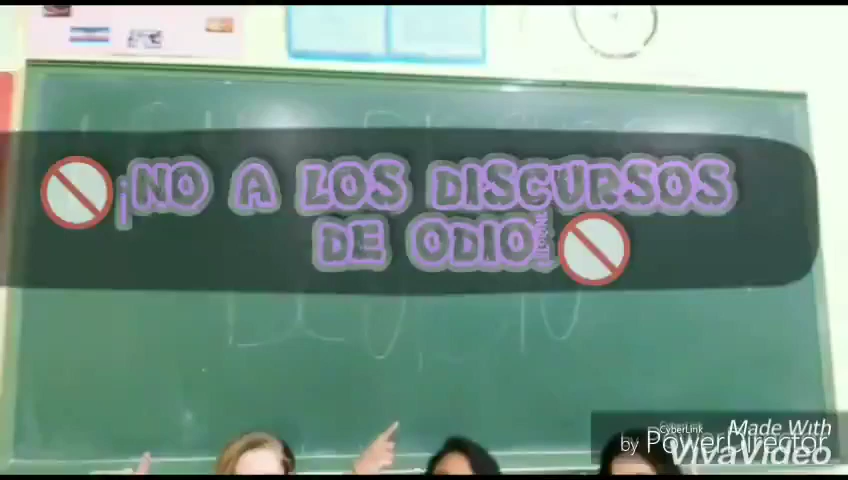 ¡NO A LOS DISCURSOS
DE ODIO!
CyberLink
by PowerDirector
Made With
VivaVideo